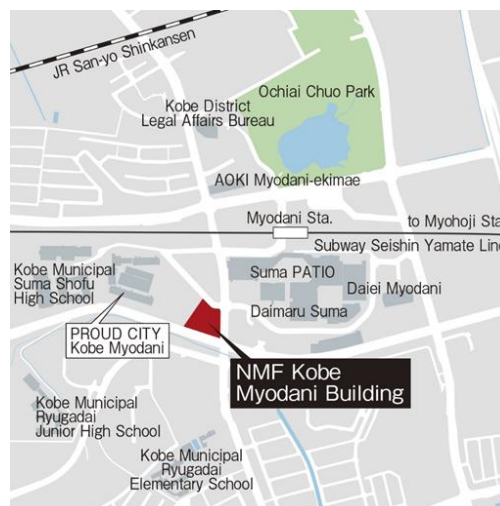 JR San-yo Shinkansen
Ochiai Chuo Park
Kobe District
Legal Affairs Bureau
AOKI Myodani-ekimae
Myodani Sta.
to Myohoji Sta
Subway Seishin Yamate Line
Kobe Municipal
Suma Shofu
High School
Suma PATIO
Daiei Myodani
Daimaru Suma
PROUD CITY
Kobe Myodani
NMF Kobe
Myodani Building
Kobe Municipal
Ryugadai
Junior High School
Kobe Municipal
Ryugadai
Elementary School